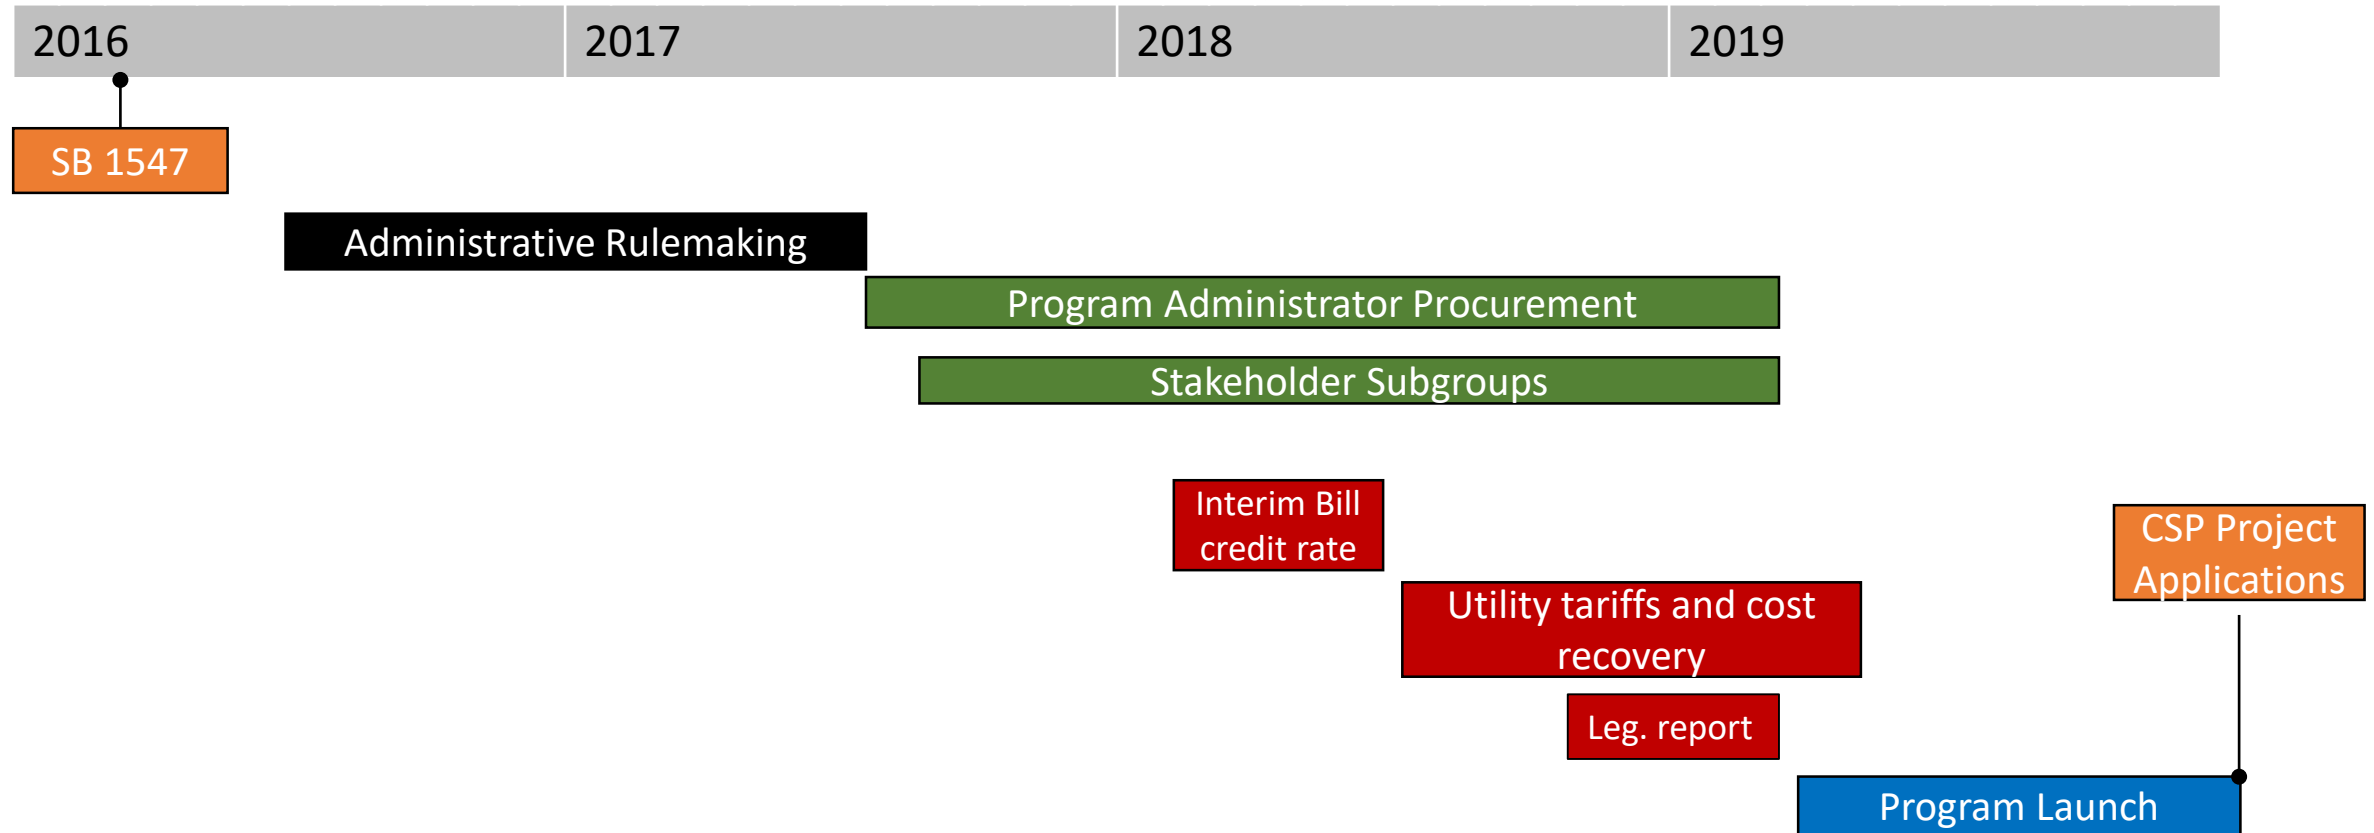 2016 2017 2018 2019
SB 1547
Administrative Rulemaking
Program Administrator Procurement
Stakeholder Subgroups
Interim Bill
credit rate
CSP Project
Applications
Utility tariffs and cost
recovery
Leg. report
Program Launch